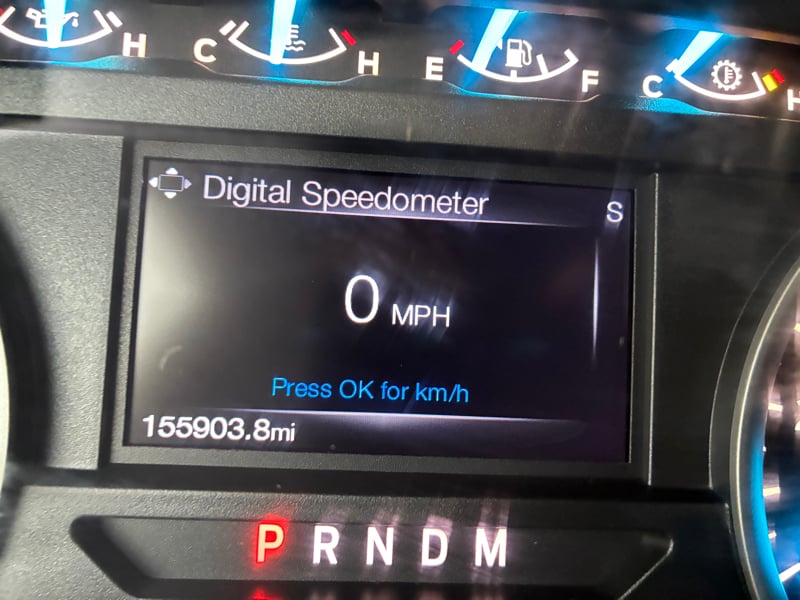 H C H E F C H
Digital Speedometer
S
0 MPH
Press OK for km/h
155903.8mi
P R N D M